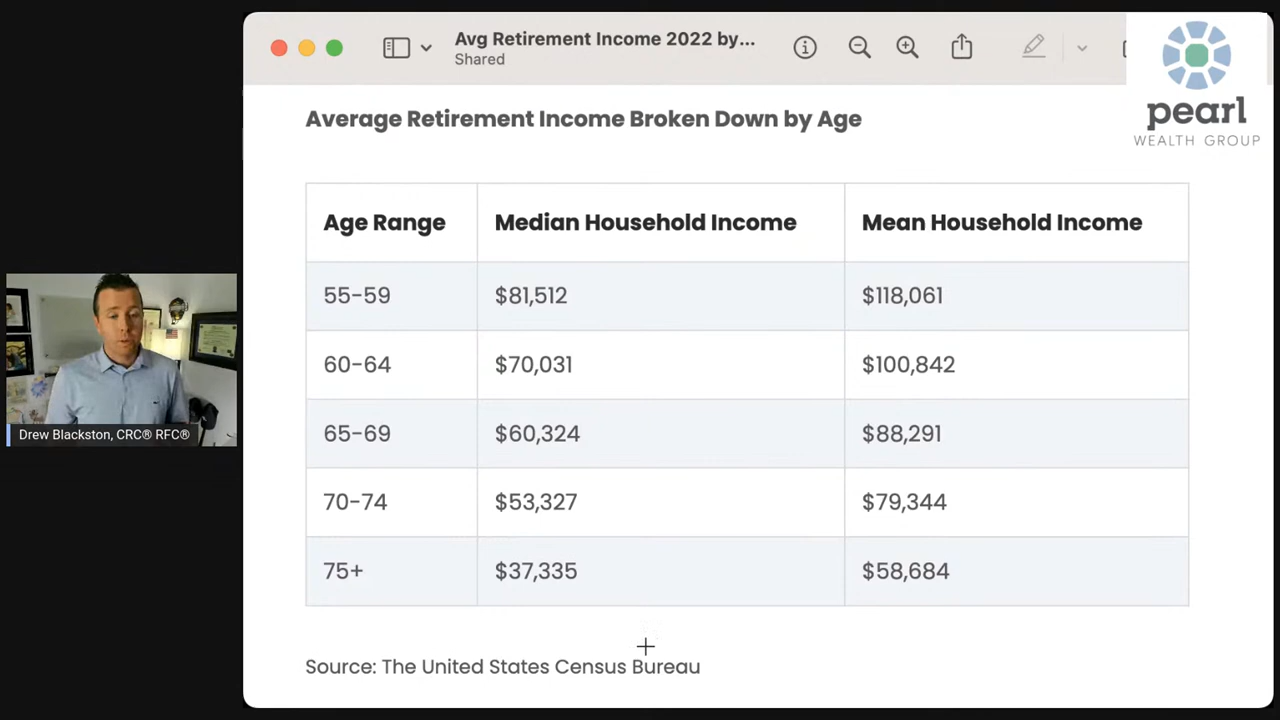 Avg Retirement Income 2022 by...
Shared
pearl
WEALTH GROUP
Average Retirement Income Broken Down by Age
Age Range Median Household Income Mean Household Income
55-59 $81,512 $118,061
60-64 $70,031 $100,842
65-69 $60,324 $88,291
70-74 $53,327 $79,344
75+ $37,335 $58,684
Source: The United States Census Bureau
Drew Blackston, CRC® RFC®